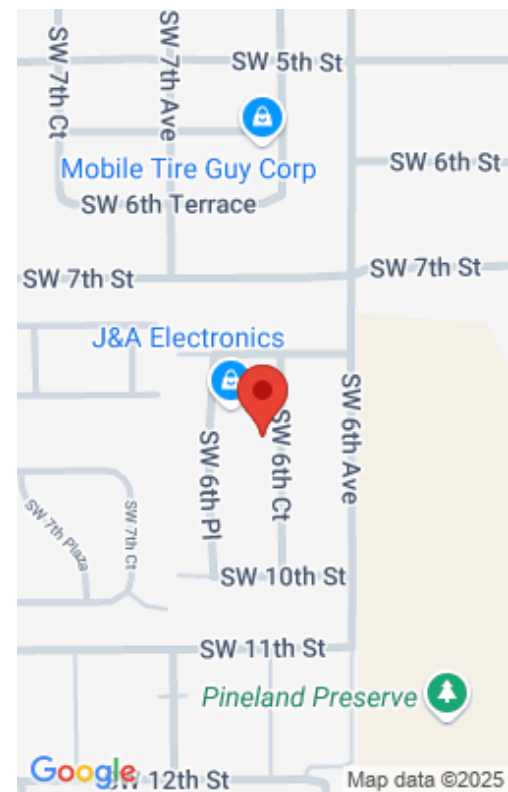 SW 7th Ct
SW 7th Ave
SW 5th St
Mobile Tire Guy Corp
SW 6th St
SW 6th Terrace
SW 7th St
SW 7th St
J&A Electronics
SW 6th Pl
SW 6th Ct
SW 6th Ave
SW 7th Plaza
SW 7th Ct
SW 10th St
SW 11th St
Pineland Preserve
Google
SW 12th St
Map data ©2025